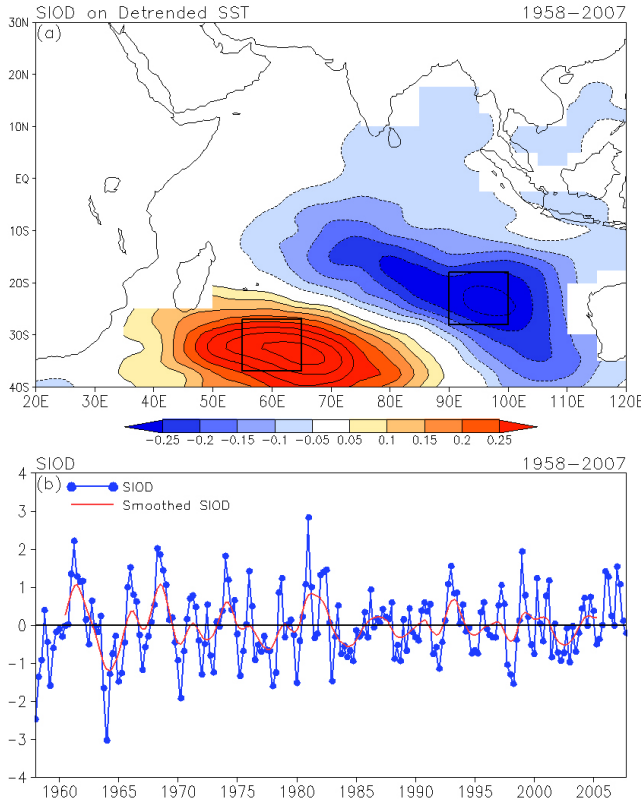 SIOD on Detrended SST 1958-2007
(a)
30N
20N
10N
EQ
10S
20S
30S
40S
20E 30E 40E 50E 60E 70E 80E 90E 100E 110E 120E
-0.25 -0.2 -0.15 -0.1 -0.05 0.05 0.1 0.15 0.2 0.25
SIOD 1958-2007
(b)
SIOD
Smoothed SIOD
4
3
2
1
0
-1
-2
-3
-4
1960 1965 1970 1975 1980 1985 1990 1995 2000 2005